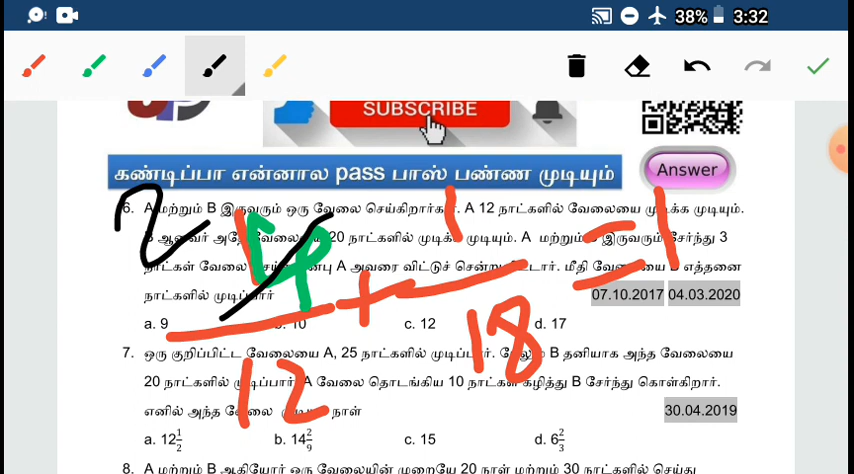 38% 3:32
SUBSCRIBE
கண்டிப்பா என்னால pass பாஸ் பண்ண முடியும் Answer
6. A மற்றும் B இருவரும் ஒரு வேலை செய்கிறார்கள். A 12 நாட்களில் வேலையை முடிக்க முடியும்.
B ஆனவர் அதே வேலையை 20 நாட்களில் முடிக்க முடியும். A மற்றும் B இருவரும் சேர்ந்து 3
நாட்கள் வேலை A அவரை விட்டுச் சென்று விட்டார். மீதி வேலையை B எத்தனை
நாட்களில் முடிப்பார் 07.10.2017 04.03.2020
a. 9 b. 10 c. 12 d. 17
2 1 + 1 = 1
12 18
7. ஒரு குறிப்பிட்ட வேலையை A, 25 நாட்களில் முடிப்பார். மேலும் B தனியாக அந்த வேலையை
20 நாட்களில் முடிப்பார். A வேலை தொடங்கிய 10 நாட்கள் கழித்து B சேர்ந்து கொள்கிறார்.
எனில் அந்த வேலை நாள் 30.04.2019
a. 12½ b. 14 2/9 c. 15 d. 6⅔
8. A மற்றும் B ஆகியோர் ஒரு வேலையின் முறையே 20 நாள் மற்றும் 30 நாட்களில் செய்து